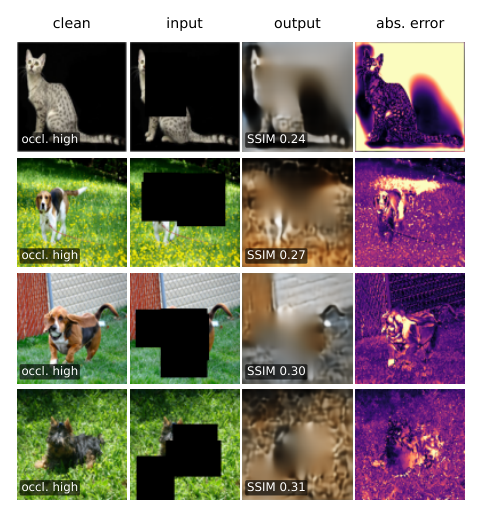 clean input output abs. error
occl. high SSIM 0.24
occl. high SSIM 0.27
occl. high SSIM 0.30
occl. high SSIM 0.31